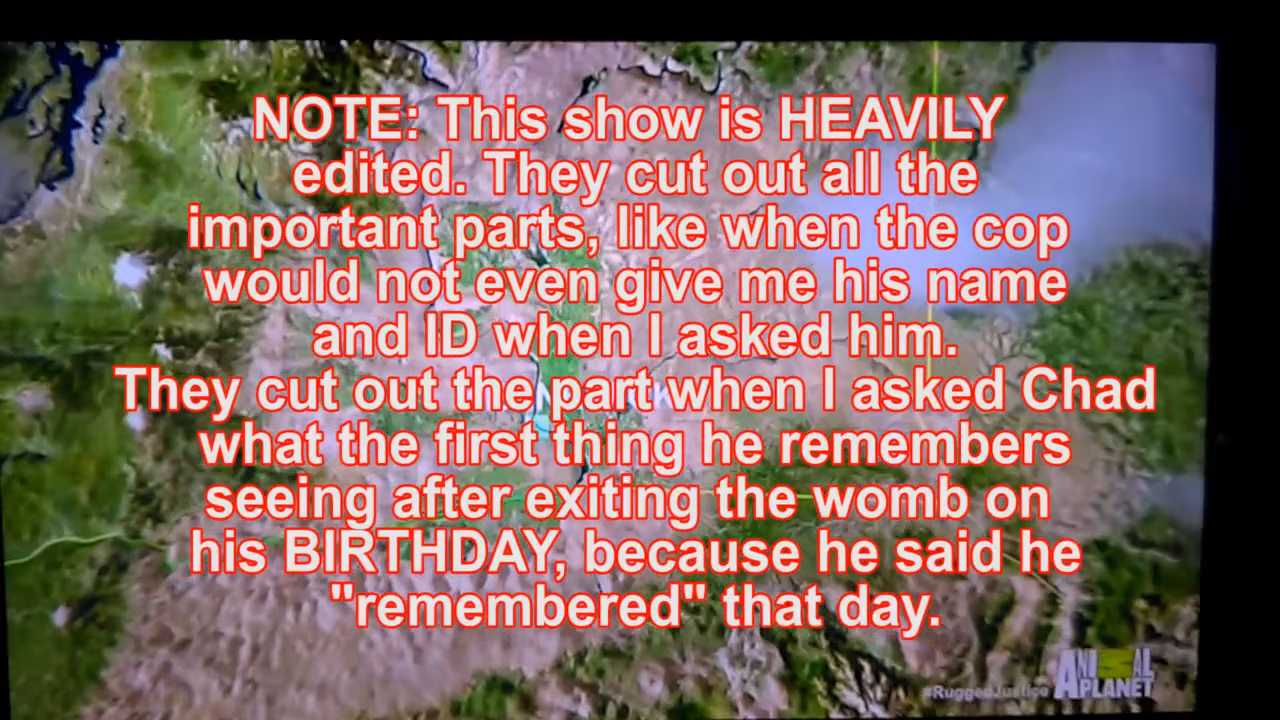 NOTE: This show is HEAVILY
edited. They cut out all the
important parts, like when the cop
would not even give me his name
and ID when I asked him.
They cut out the part when I asked Chad
what the first thing he remembers
seeing after exiting the womb on
his BIRTHDAY, because he said he
"remembered" that day.
#RuggedJustice
ANIMAL
PLANET